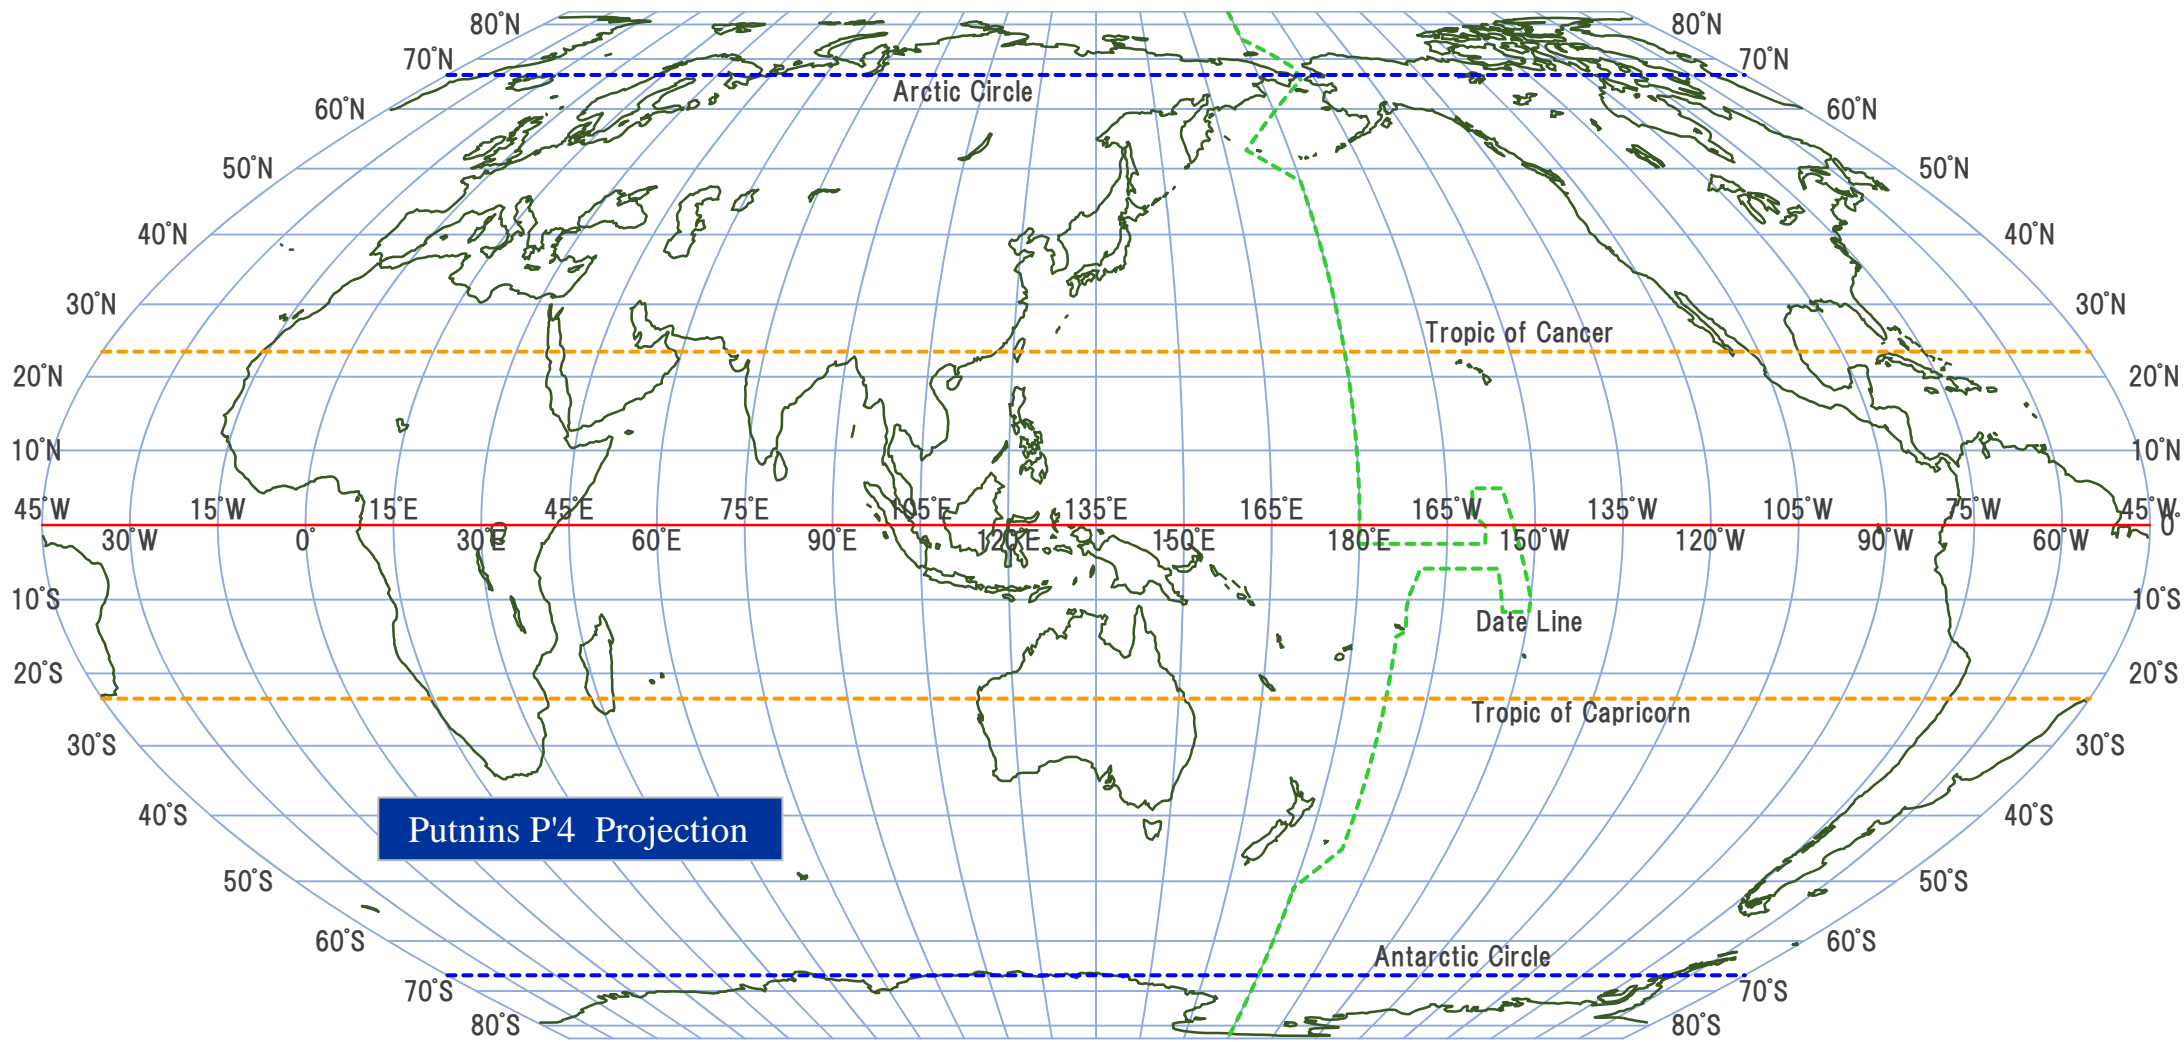 80°N 80°N
70°N 70°N
Arctic Circle
60°N 60°N
50°N 50°N
40°N 40°N
30°N 30°N
Tropic of Cancer
20°N 20°N
10°N 10°N
45°W 15°W 15°E 45°E 75°E 105°E 135°E 165°E 165°W 135°W 105°W 75°W 45°W
0°
30°W 0° 30°E 60°E 90°E 120°E 150°E 180°E 150°W 120°W 90°W 60°W
10°S 10°S
Date Line
20°S 20°S
Tropic of Capricorn
30°S 30°S
40°S 40°S
Putnins P'4 Projection
50°S 50°S
60°S 60°S
Antarctic Circle
70°S 70°S
80°S 80°S